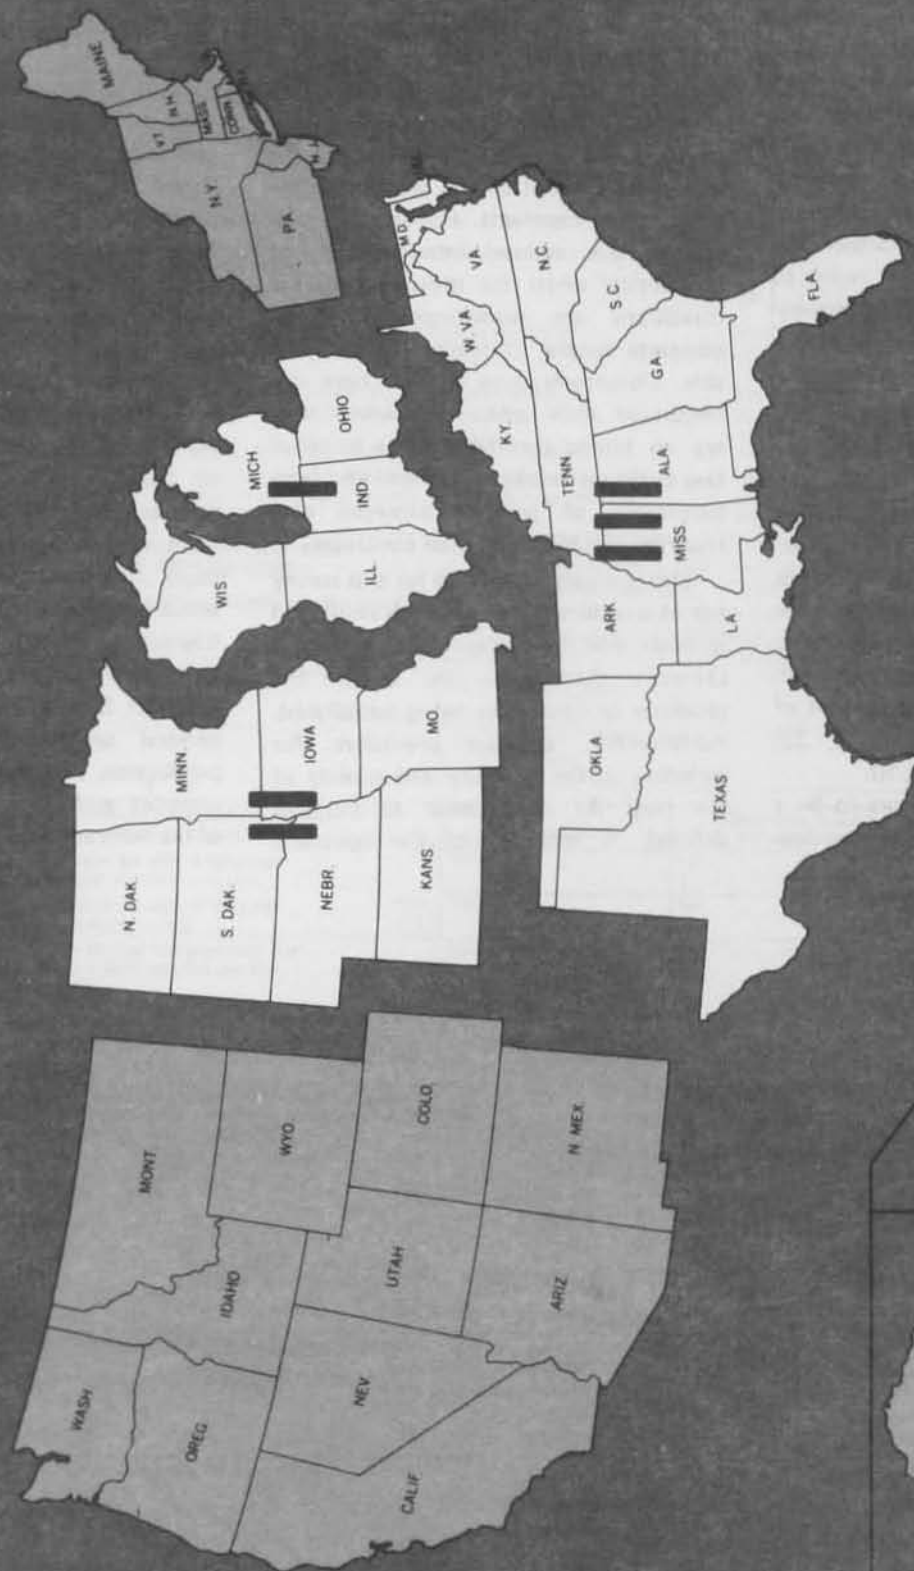 WASH
OREG
CALIF
NEV.
IDAHO
MONT
WYO.
UTAH
COLO.
ARIZ
N. MEX.
N. DAK.
S. DAK.
NEBR.
KANS
MINN
IOWA
MO.
WIS.
ILL.
MICH
IND.
OHIO
OKLA
TEXAS
ARK
LA.
KY.
TENN
MISS
ALA.
GA.
FLA.
S.C.
N.C.
VA.
W. VA.
MD.
MAINE
VT
N.H.
MASS
CONN
N.Y.
PA.
N.J.